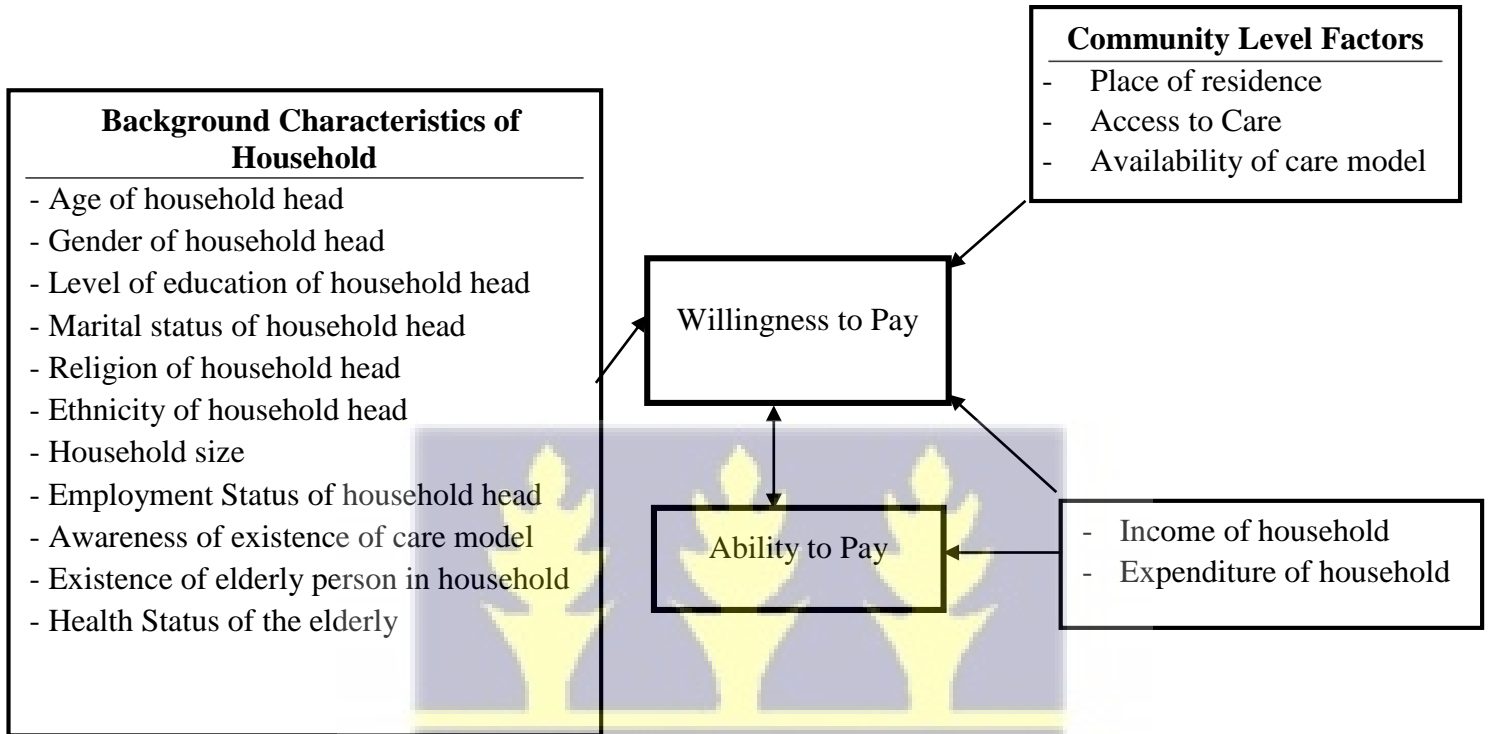 Background Characteristics of
Household
- Age of household head
- Gender of household head
- Level of education of household head
- Marital status of household head
- Religion of household head
- Ethnicity of household head
- Household size
- Employment Status of household head
- Awareness of existence of care model
- Existence of elderly person in household
- Health Status of the elderly
Willingness to Pay
Ability to Pay
Community Level Factors
- Place of residence
- Access to Care
- Availability of care model
- Income of household
- Expenditure of household